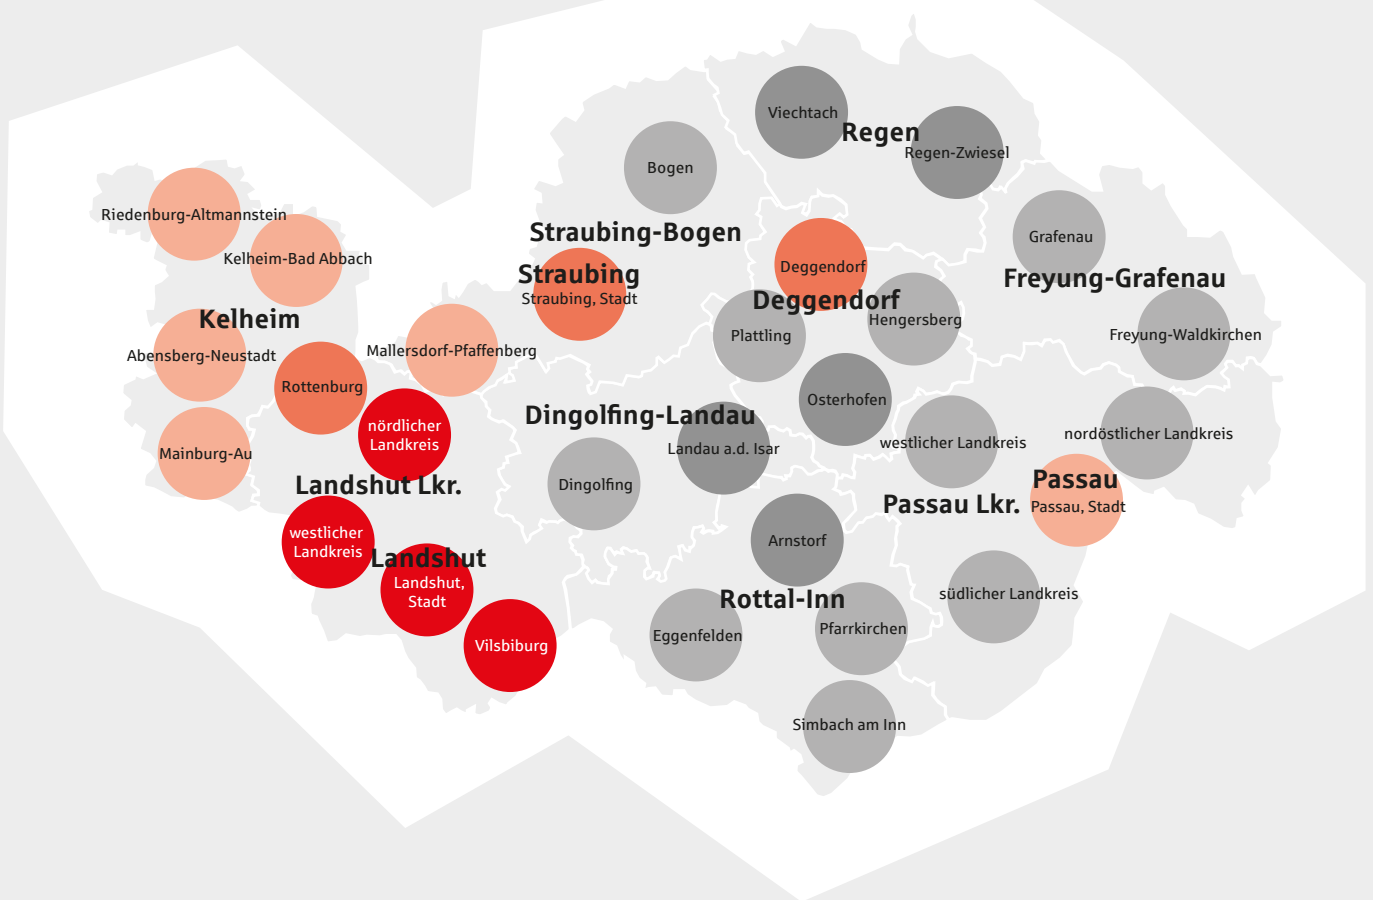 Viechtach
Regen
Regen-Zwiesel
Bogen
Riedenburg-Altmannstein
Straubing-Bogen
Grafenau
Kelheim-Bad Abbach
Deggendorf
Straubing
Freyung-Grafenau
Straubing, Stadt
Deggendorf
Kelheim
Hengersberg
Plattling
Freyung-Waldkirchen
Abensberg-Neustadt
Mallersdorf-Pfaffenberg
Rottenburg
Osterhofen
Dingolfing-Landau
nördlicher
Landkreis
nordöstlicher Landkreis
westlicher Landkreis
Landau a.d. Isar
Mainburg-Au
Passau
Landshut Lkr.
Dingolfing
Passau Lkr.
Passau, Stadt
westlicher
Landkreis
Arnstorf
Landshut
Landshut,
Stadt
südlicher Landkreis
Rottal-Inn
Pfarrkirchen
Eggenfelden
Vilsbiburg
Simbach am Inn